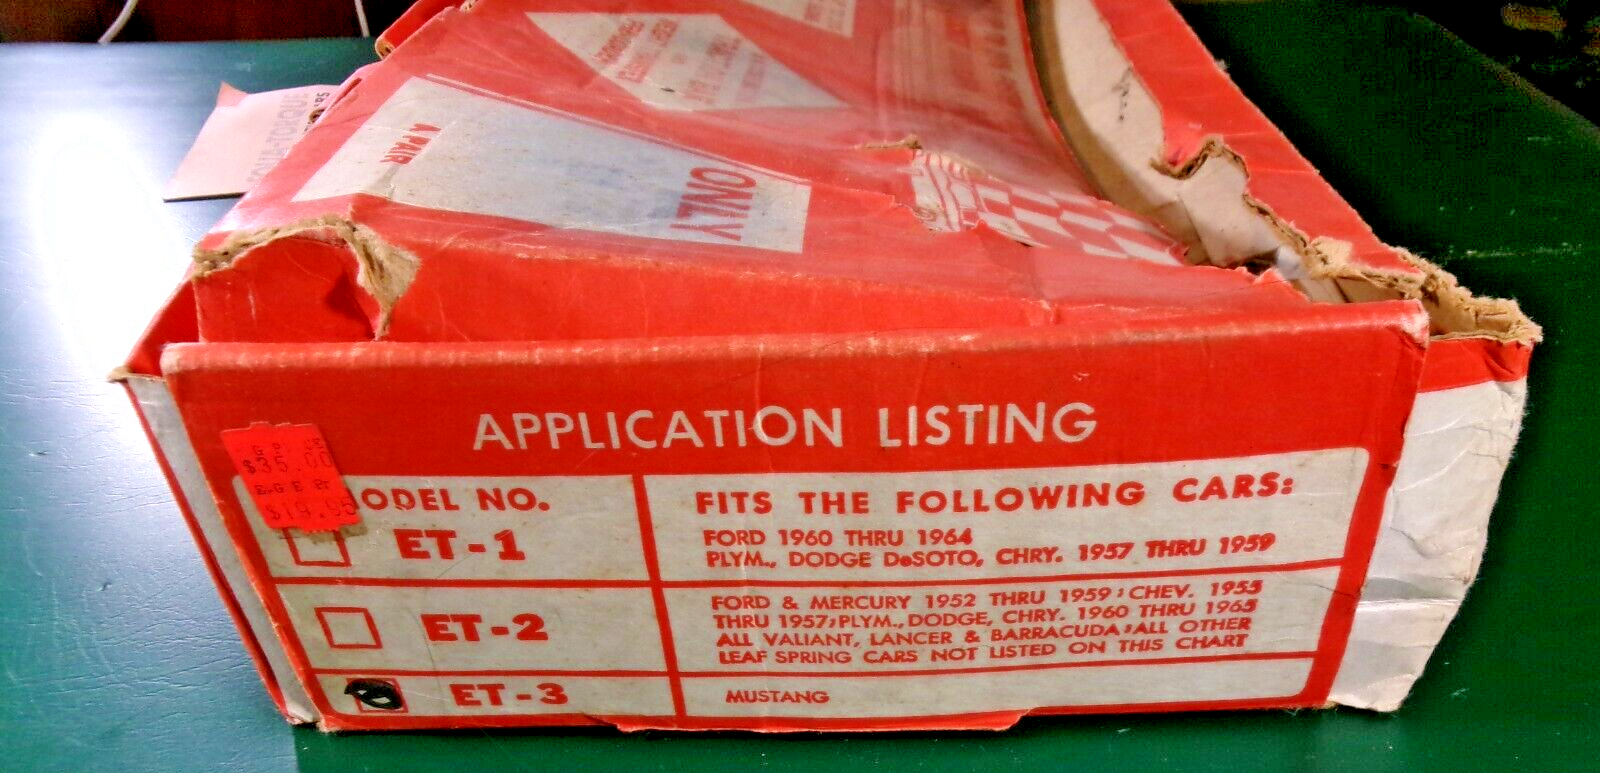 ONLY
A PAIR
APPLICATION LISTING
$35.00
$19.95
ODEL NO.
FITS THE FOLLOWING CARS:
ET-1
FORD 1960 THRU 1964
PLYM., DODGE DeSOTO, CHRY. 1957 THRU 1959
ET-2
FORD & MERCURY 1952 THRU 1959; CHEV. 1955
THRU 1957; PLYM., DODGE, CHRY. 1960 THRU 1965
ALL VALIANT, LANCER & BARRACUDA; ALL OTHER
LEAF SPRING CARS NOT LISTED ON THIS CHART
ET-3
MUSTANG